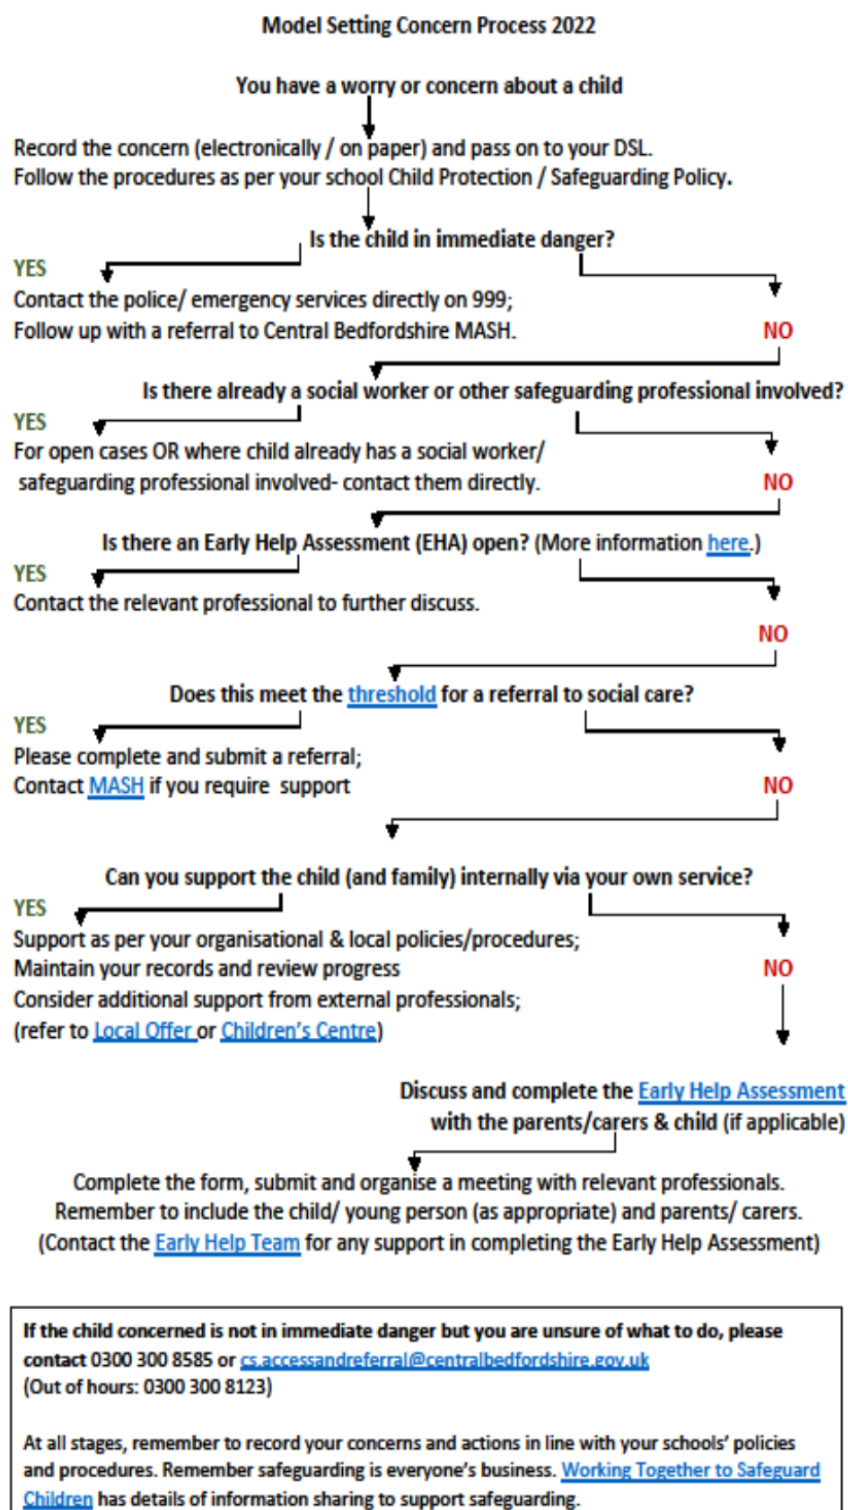 Model Setting Concern Process 2022
You have a worry or concern about a child
Record the concern (electronically / on paper) and pass on to your DSL.
Follow the procedures as per your school Child Protection / Safeguarding Policy.
Is the child in immediate danger?
YES
Contact the police/ emergency services directly on 999;
Follow up with a referral to Central Bedfordshire MASH.
NO
Is there already a social worker or other safeguarding professional involved?
YES
For open cases OR where child already has a social worker/
safeguarding professional involved- contact them directly.
NO
Is there an Early Help Assessment (EHA) open? (More information here.)
YES
Contact the relevant professional to further discuss.
NO
Does this meet the threshold for a referral to social care?
YES
Please complete and submit a referral;
Contact MASH if you require support
NO
Can you support the child (and family) internally via your own service?
YES
Support as per your organisational & local policies/procedures;
Maintain your records and review progress
NO
Consider additional support from external professionals;
(refer to Local Offer or Children's Centre)
Discuss and complete the Early Help Assessment
with the parents/carers & child (if applicable)
Complete the form, submit and organise a meeting with relevant professionals.
Remember to include the child/ young person (as appropriate) and parents/ carers.
(Contact the Early Help Team for any support in completing the Early Help Assessment)
If the child concerned is not in immediate danger but you are unsure of what to do, please
contact 0300 300 8585 or cs.accessandreferral@centralbedfordshire.gov.uk
(Out of hours: 0300 300 8123)
At all stages, remember to record your concerns and actions in line with your schools' policies
and procedures. Remember safeguarding is everyone's business. Working Together to Safeguard
Children has details of information sharing to support safeguarding.